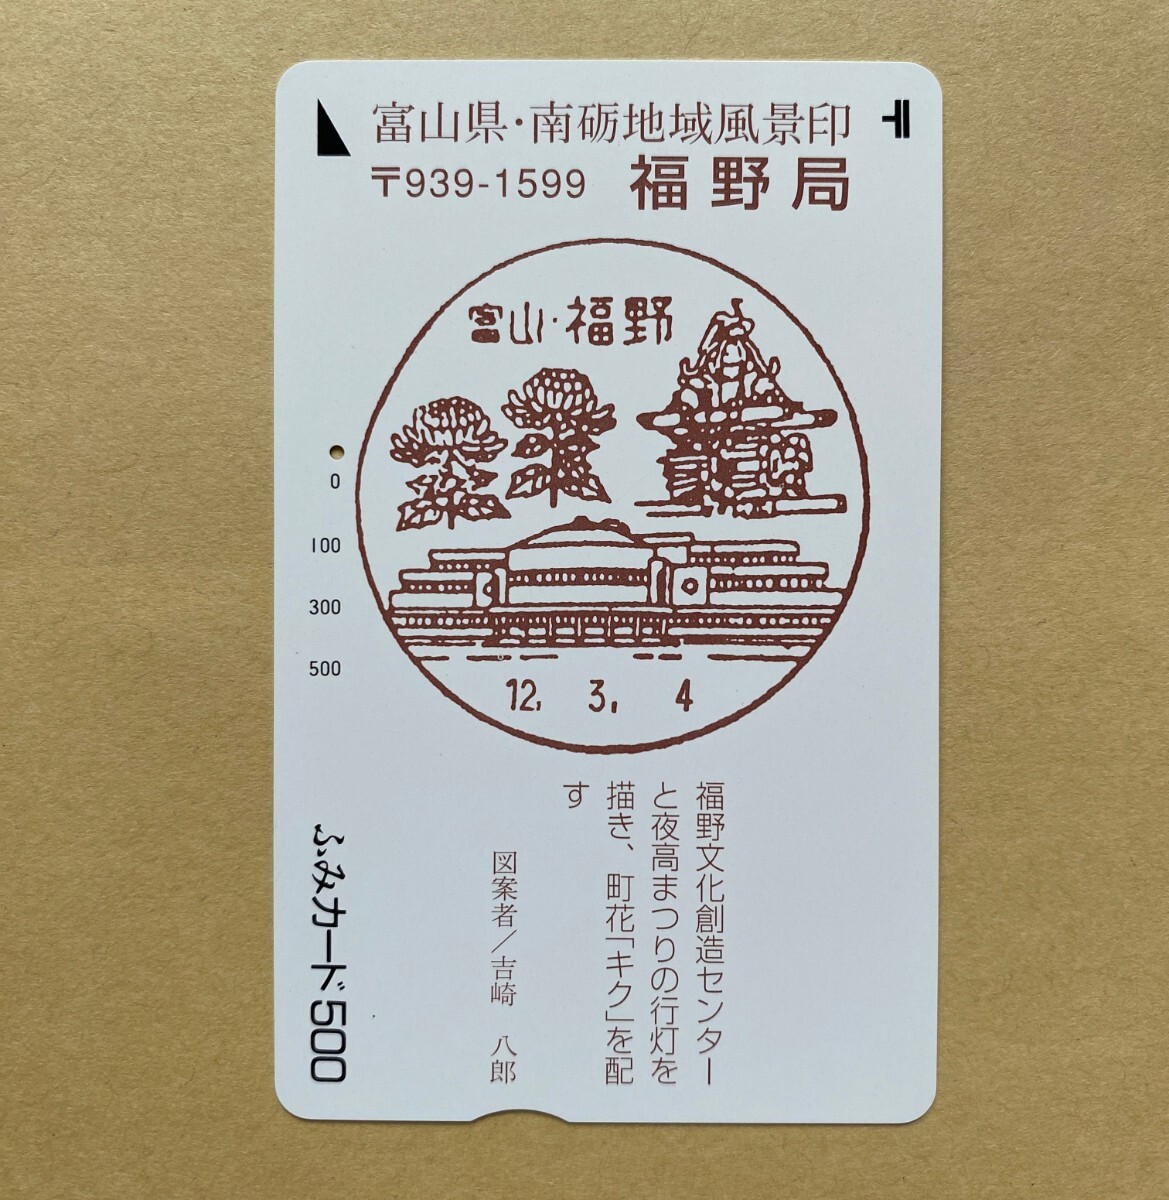 富山県・南砺地域風景印
〒939-1599 福野局
富山・福野
12. 3. 4
0
100
300
500
福野文化創造センター
と夜高まつりの行灯を
描き、町花「キク」を配
す
図案者/吉崎 八郎
ふみカード500